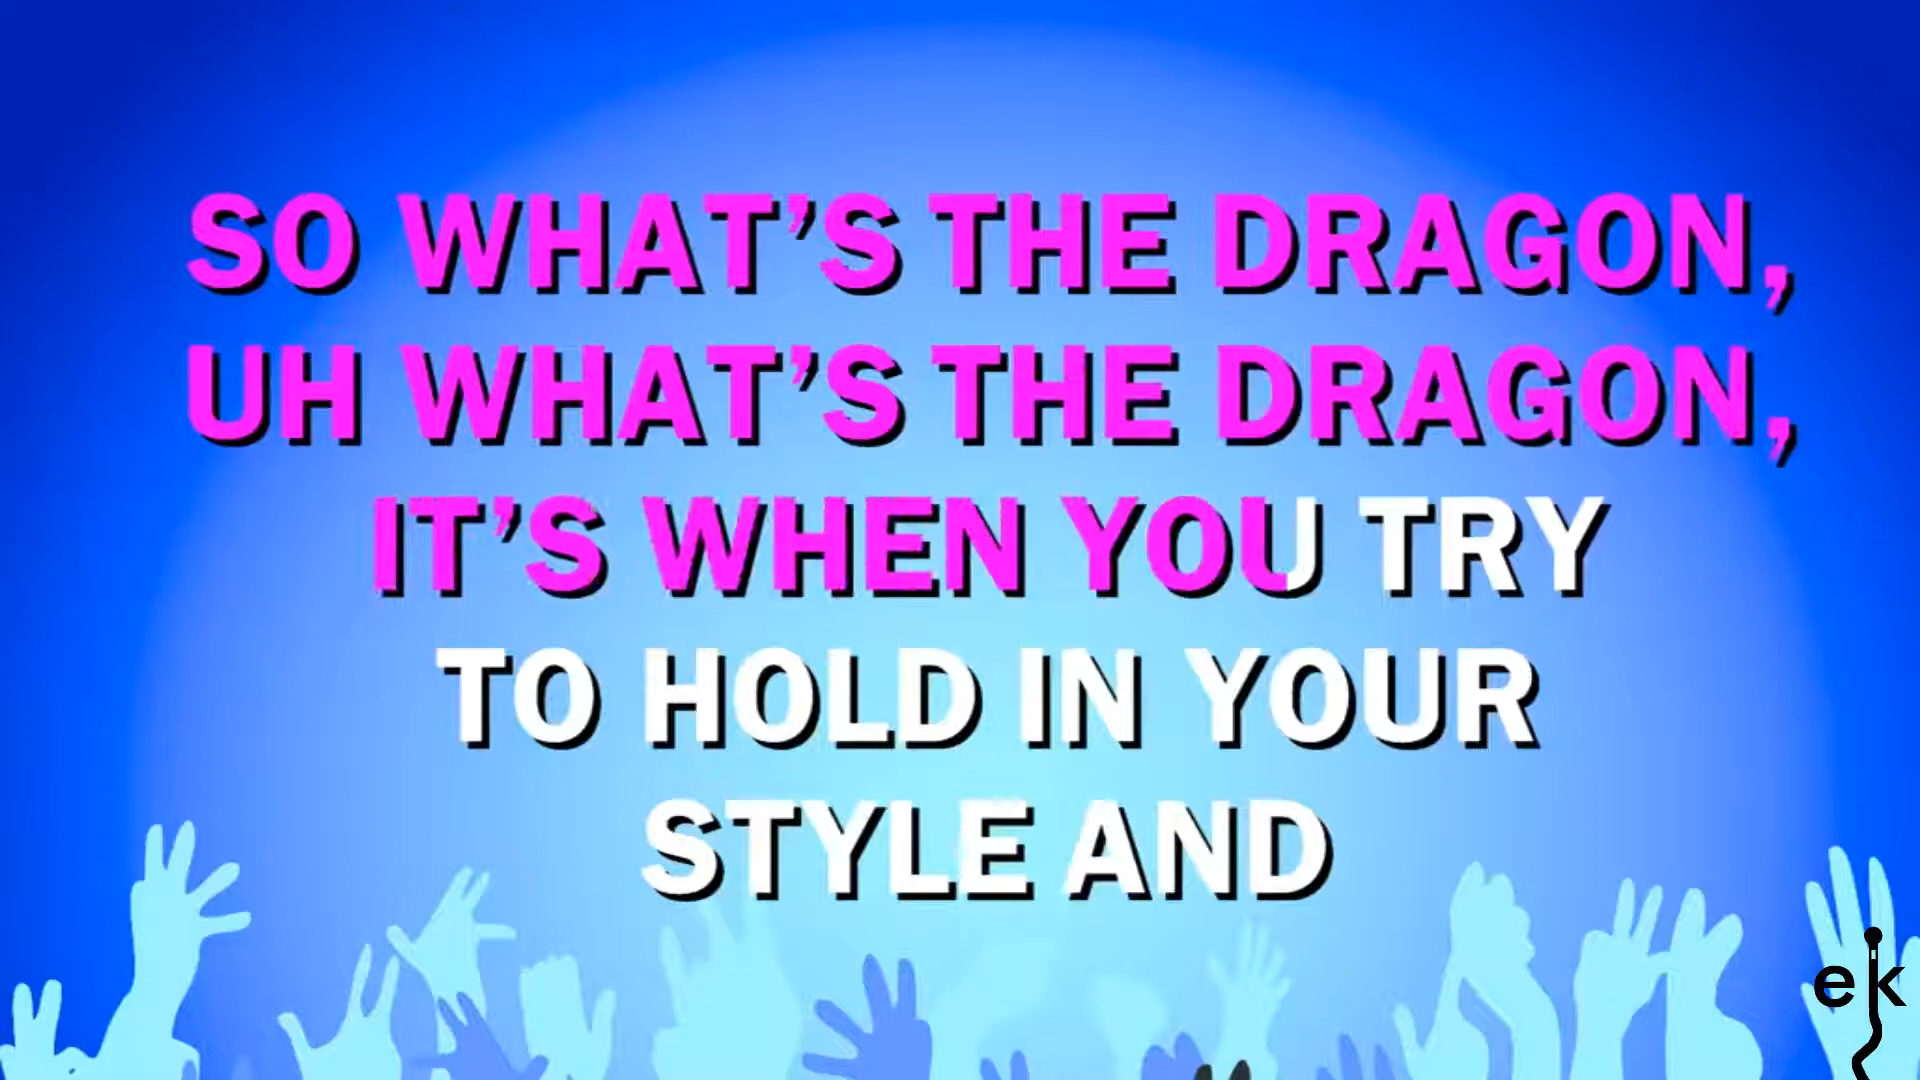 SO WHAT'S THE DRAGON,
UH WHAT'S THE DRAGON,
IT'S WHEN YOU TRY
TO HOLD IN YOUR
STYLE AND
ek